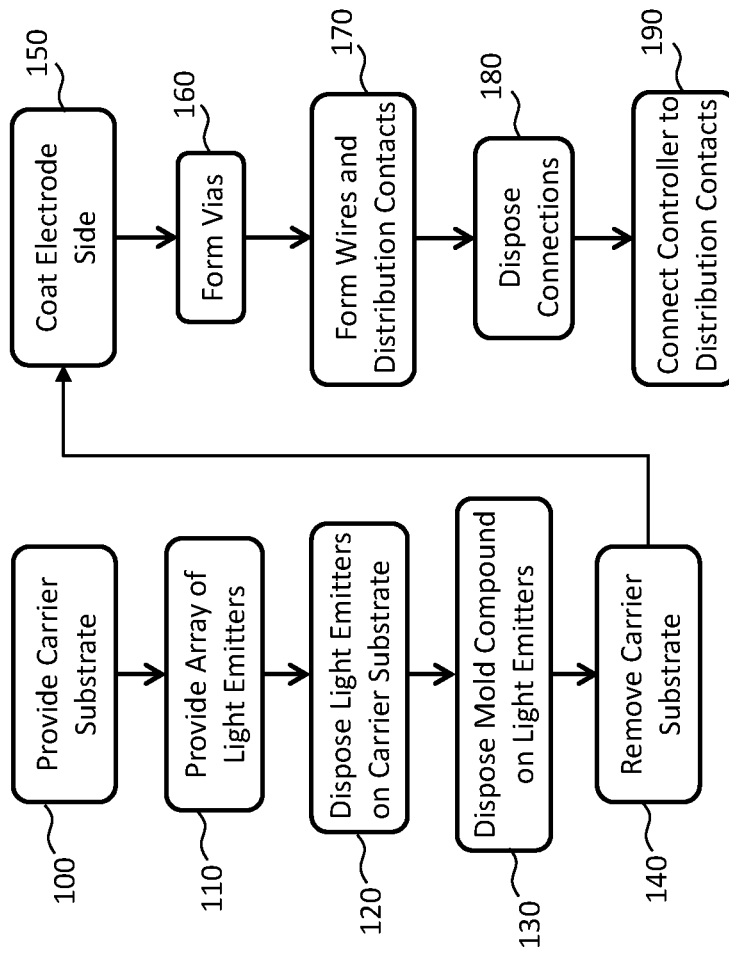 100
Provide Carrier
Substrate
110
Provide Array of
Light Emitters
120
Dispose Light Emitters
on Carrier Substrate
130
Dispose Mold Compound
on Light Emitters
140
Remove Carrier
Substrate
150
Coat Electrode
Side
160
Form Vias
170
Form Wires and
Distribution Contacts
180
Dispose
Connections
190
Connect Controller to
Distribution Contacts